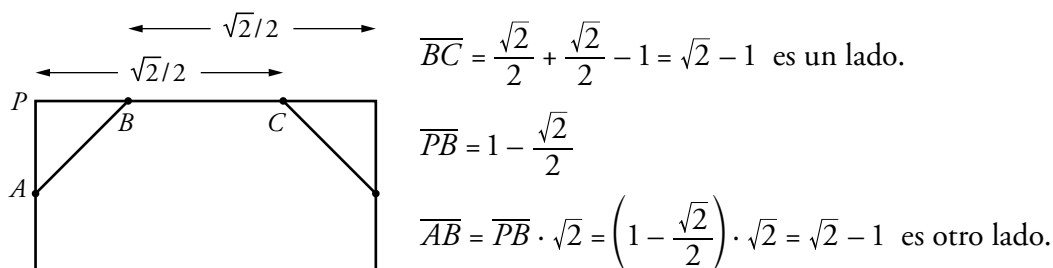 √2/2
√2/2
P
B
C
A
BC = √2/2 + √2/2 – 1 = √2 – 1 es un lado.
PB = 1 – √2/2
AB = PB · √2 = (1 – √2/2) · √2 = √2 – 1 es otro lado.